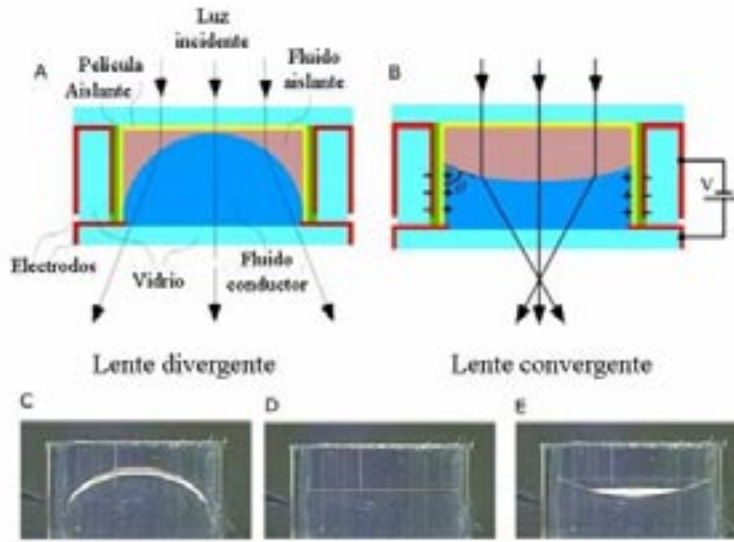 Luz
incidente
A
Película
Aislante
Fluido
aislante
B
θ
V
Electrodos
Vidrio
Fluido
conductor
Lente divergente
Lente convergente
C
D
E